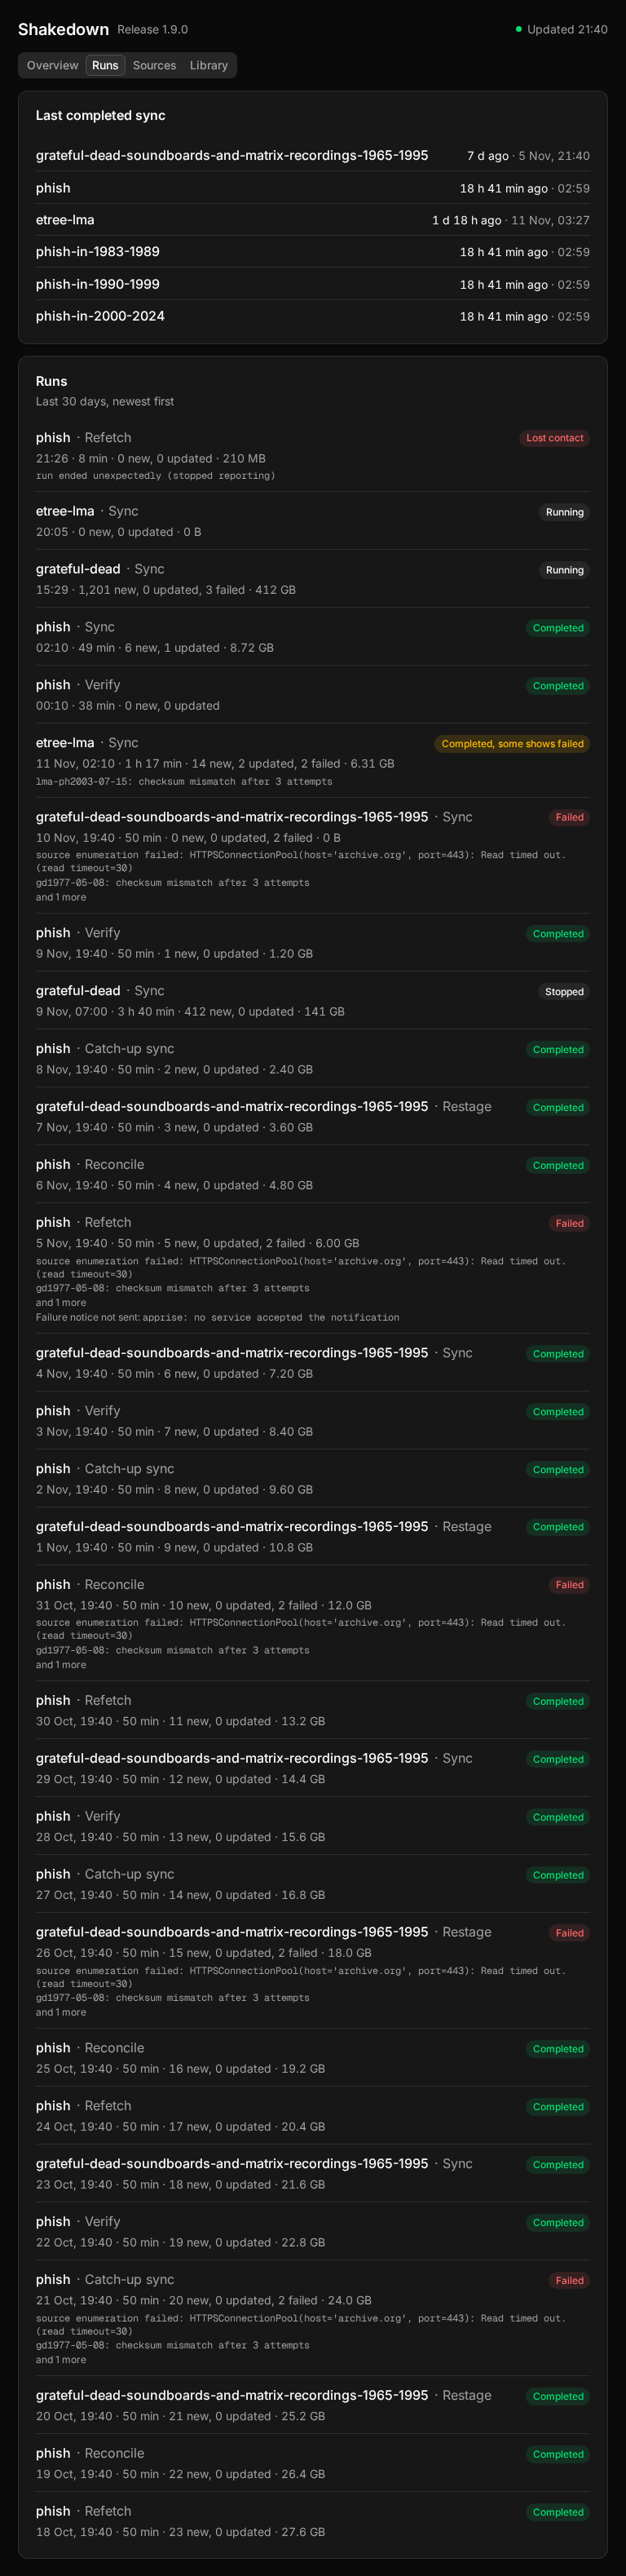 Shakedown Release 1.9.0
Updated 21:40
Overview Runs Sources Library
Last completed sync
grateful-dead-soundboards-and-matrix-recordings-1965-1995 7 d ago · 5 Nov, 21:40
phish 18 h 41 min ago · 02:59
etree-lma 1 d 18 h ago · 11 Nov, 03:27
phish-in-1983-1989 18 h 41 min ago · 02:59
phish-in-1990-1999 18 h 41 min ago · 02:59
phish-in-2000-2024 18 h 41 min ago · 02:59
Runs
Last 30 days, newest first
phish · Refetch Lost contact
21:26 · 8 min · 0 new, 0 updated · 210 MB
run ended unexpectedly (stopped reporting)
etree-lma · Sync Running
20:05 · 0 new, 0 updated · 0 B
grateful-dead · Sync Running
15:29 · 1,201 new, 0 updated, 3 failed · 412 GB
phish · Sync Completed
02:10 · 49 min · 6 new, 1 updated · 8.72 GB
phish · Verify Completed
00:10 · 38 min · 0 new, 0 updated
etree-lma · Sync Completed, some shows failed
11 Nov, 02:10 · 1 h 17 min · 14 new, 2 updated, 2 failed · 6.31 GB
lma-ph2003-07-15: checksum mismatch after 3 attempts
grateful-dead-soundboards-and-matrix-recordings-1965-1995 · Sync Failed
10 Nov, 19:40 · 50 min · 0 new, 0 updated, 2 failed · 0 B
source enumeration failed: HTTPSConnectionPool(host='archive.org', port=443): Read timed out.
(read timeout=30)
gd1977-05-08: checksum mismatch after 3 attempts
and 1 more
phish · Verify Completed
9 Nov, 19:40 · 50 min · 1 new, 0 updated · 1.20 GB
grateful-dead · Sync Stopped
9 Nov, 07:00 · 3 h 40 min · 412 new, 0 updated · 141 GB
phish · Catch-up sync Completed
8 Nov, 19:40 · 50 min · 2 new, 0 updated · 2.40 GB
grateful-dead-soundboards-and-matrix-recordings-1965-1995 · Restage Completed
7 Nov, 19:40 · 50 min · 3 new, 0 updated · 3.60 GB
phish · Reconcile Completed
6 Nov, 19:40 · 50 min · 4 new, 0 updated · 4.80 GB
phish · Refetch Failed
5 Nov, 19:40 · 50 min · 5 new, 0 updated, 2 failed · 6.00 GB
source enumeration failed: HTTPSConnectionPool(host='archive.org', port=443): Read timed out.
(read timeout=30)
gd1977-05-08: checksum mismatch after 3 attempts
and 1 more
Failure notice not sent: apprise: no service accepted the notification
grateful-dead-soundboards-and-matrix-recordings-1965-1995 · Sync Completed
4 Nov, 19:40 · 50 min · 6 new, 0 updated · 7.20 GB
phish · Verify Completed
3 Nov, 19:40 · 50 min · 7 new, 0 updated · 8.40 GB
phish · Catch-up sync Completed
2 Nov, 19:40 · 50 min · 8 new, 0 updated · 9.60 GB
grateful-dead-soundboards-and-matrix-recordings-1965-1995 · Restage Completed
1 Nov, 19:40 · 50 min · 9 new, 0 updated · 10.8 GB
phish · Reconcile Failed
31 Oct, 19:40 · 50 min · 10 new, 0 updated, 2 failed · 12.0 GB
source enumeration failed: HTTPSConnectionPool(host='archive.org', port=443): Read timed out.
(read timeout=30)
gd1977-05-08: checksum mismatch after 3 attempts
and 1 more
phish · Refetch Completed
30 Oct, 19:40 · 50 min · 11 new, 0 updated · 13.2 GB
grateful-dead-soundboards-and-matrix-recordings-1965-1995 · Sync Completed
29 Oct, 19:40 · 50 min · 12 new, 0 updated · 14.4 GB
phish · Verify Completed
28 Oct, 19:40 · 50 min · 13 new, 0 updated · 15.6 GB
phish · Catch-up sync Completed
27 Oct, 19:40 · 50 min · 14 new, 0 updated · 16.8 GB
grateful-dead-soundboards-and-matrix-recordings-1965-1995 · Restage Failed
26 Oct, 19:40 · 50 min · 15 new, 0 updated, 2 failed · 18.0 GB
source enumeration failed: HTTPSConnectionPool(host='archive.org', port=443): Read timed out.
(read timeout=30)
gd1977-05-08: checksum mismatch after 3 attempts
and 1 more
phish · Reconcile Completed
25 Oct, 19:40 · 50 min · 16 new, 0 updated · 19.2 GB
phish · Refetch Completed
24 Oct, 19:40 · 50 min · 17 new, 0 updated · 20.4 GB
grateful-dead-soundboards-and-matrix-recordings-1965-1995 · Sync Completed
23 Oct, 19:40 · 50 min · 18 new, 0 updated · 21.6 GB
phish · Verify Completed
22 Oct, 19:40 · 50 min · 19 new, 0 updated · 22.8 GB
phish · Catch-up sync Failed
21 Oct, 19:40 · 50 min · 20 new, 0 updated, 2 failed · 24.0 GB
source enumeration failed: HTTPSConnectionPool(host='archive.org', port=443): Read timed out.
(read timeout=30)
gd1977-05-08: checksum mismatch after 3 attempts
and 1 more
grateful-dead-soundboards-and-matrix-recordings-1965-1995 · Restage Completed
20 Oct, 19:40 · 50 min · 21 new, 0 updated · 25.2 GB
phish · Reconcile Completed
19 Oct, 19:40 · 50 min · 22 new, 0 updated · 26.4 GB
phish · Refetch Completed
18 Oct, 19:40 · 50 min · 23 new, 0 updated · 27.6 GB